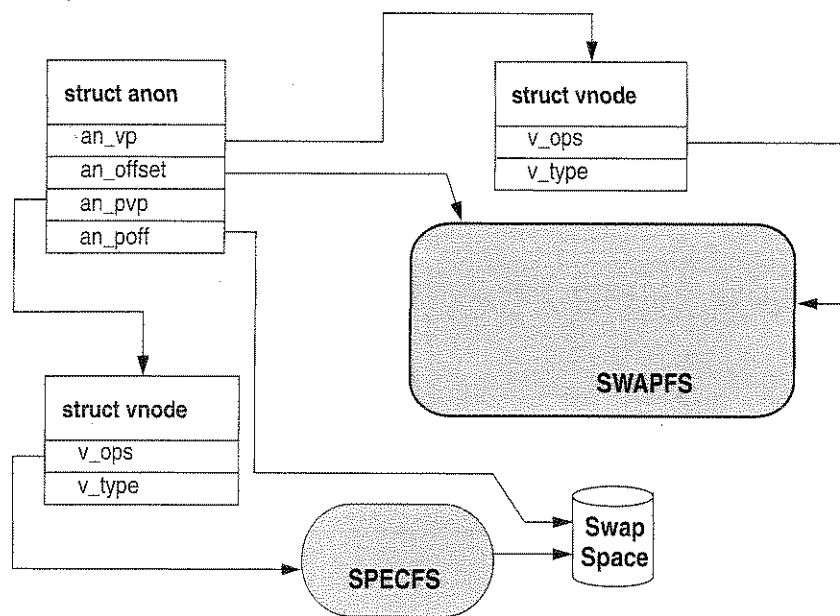 struct anon
an_vp
an_offset
an_pvp
an_poff
struct vnode
v_ops
v_type
SWAPFS
struct vnode
v_ops
v_type
SPECFS
Swap
Space